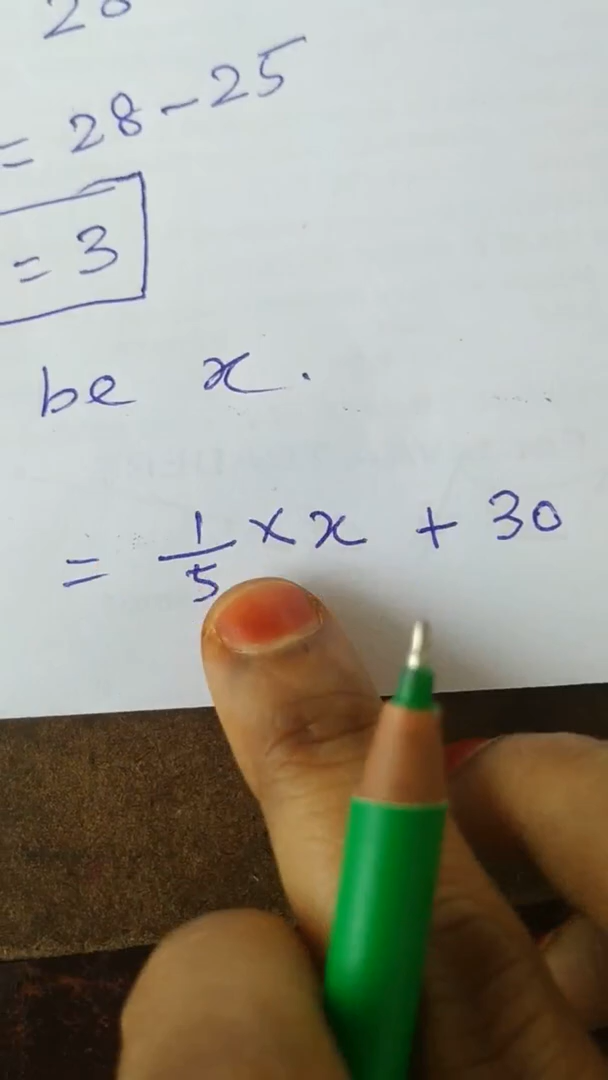 = 28 - 25
= 3
be x.
= 1/5 × x + 30